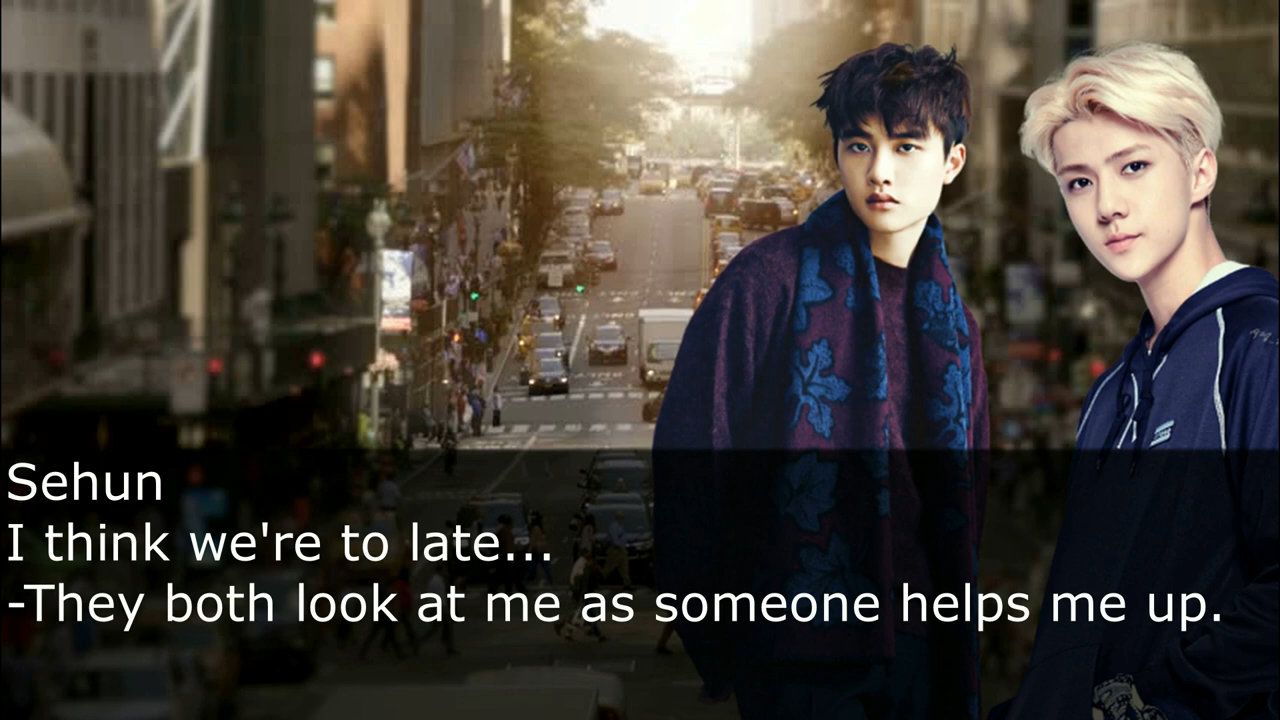 Sehun
I think we're to late...
-They both look at me as someone helps me up.